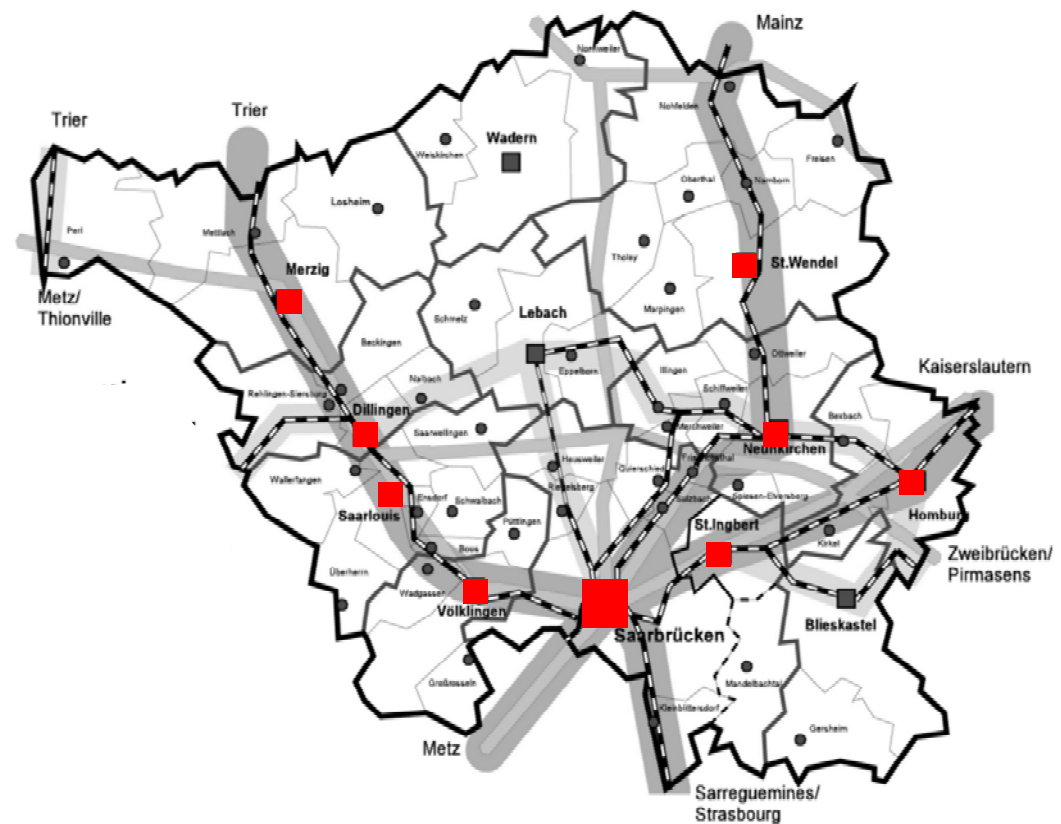 Mainz
Nonnweiler
Trier
Trier
Nohfelden
Wadern
Weiskirchen
Freisen
Oberthal
Namborn
Losheim
Perl
Mettlach
Tholey
St.Wendel
Merzig
Metz/
Thionville
Marpingen
Schmelz
Lebach
Beckingen
Ottweiler
Eppelborn
Illingen
Kaiserslautern
Nalbach
Schiffweiler
Rehlingen-Siersburg
Dillingen
Bexbach
Saarwellingen
Merchweiler
Neunkirchen
Heusweiler
Friedrichsthal
Quierschied
Wallerfangen
Riegelsberg
Sulzbach
Spiesen-Elversberg
Ensdorf
Schwalbach
Saarlouis
Homburg
Püttingen
St.Ingbert
Kirkel
Bous
Zweibrücken/
Pirmasens
Überherrn
Wadgassen
Völklingen
Blieskastel
Saarbrücken
Mandelbachtal
Großrosseln
Kleinblittersdorf
Gersheim
Metz
Sarreguemines/
Strasbourg